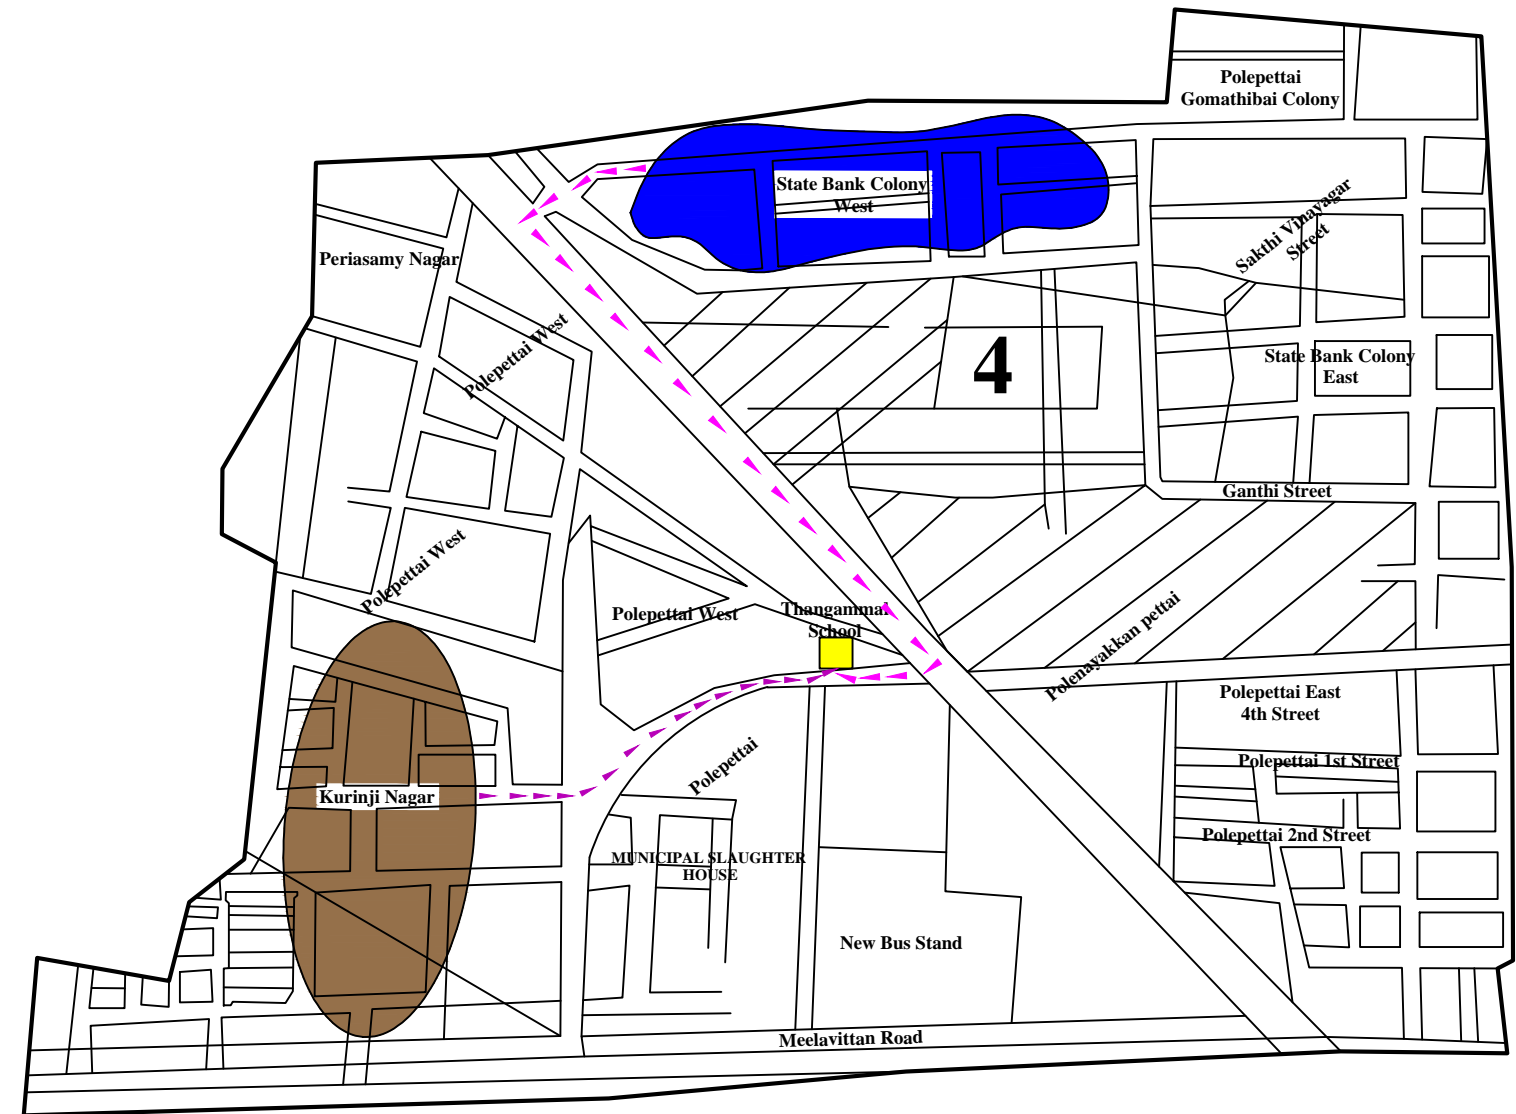 Polepettai
Gomathibai Colony
State Bank Colony
West
Sakthi Vinayagar
Street
Periasamy Nagar
Polepettai West
4
State Bank Colony
East
Ganthi Street
Polepettai West
Polepettai West
Thangammal
School
Polenayakkan pettai
Polepettai East
4th Street
Polepettai
Polepettai 1st Street
Kurinji Nagar
Polepettai 2nd Street
MUNICIPAL SLAUGHTER
HOUSE
New Bus Stand
Meelavittan Road